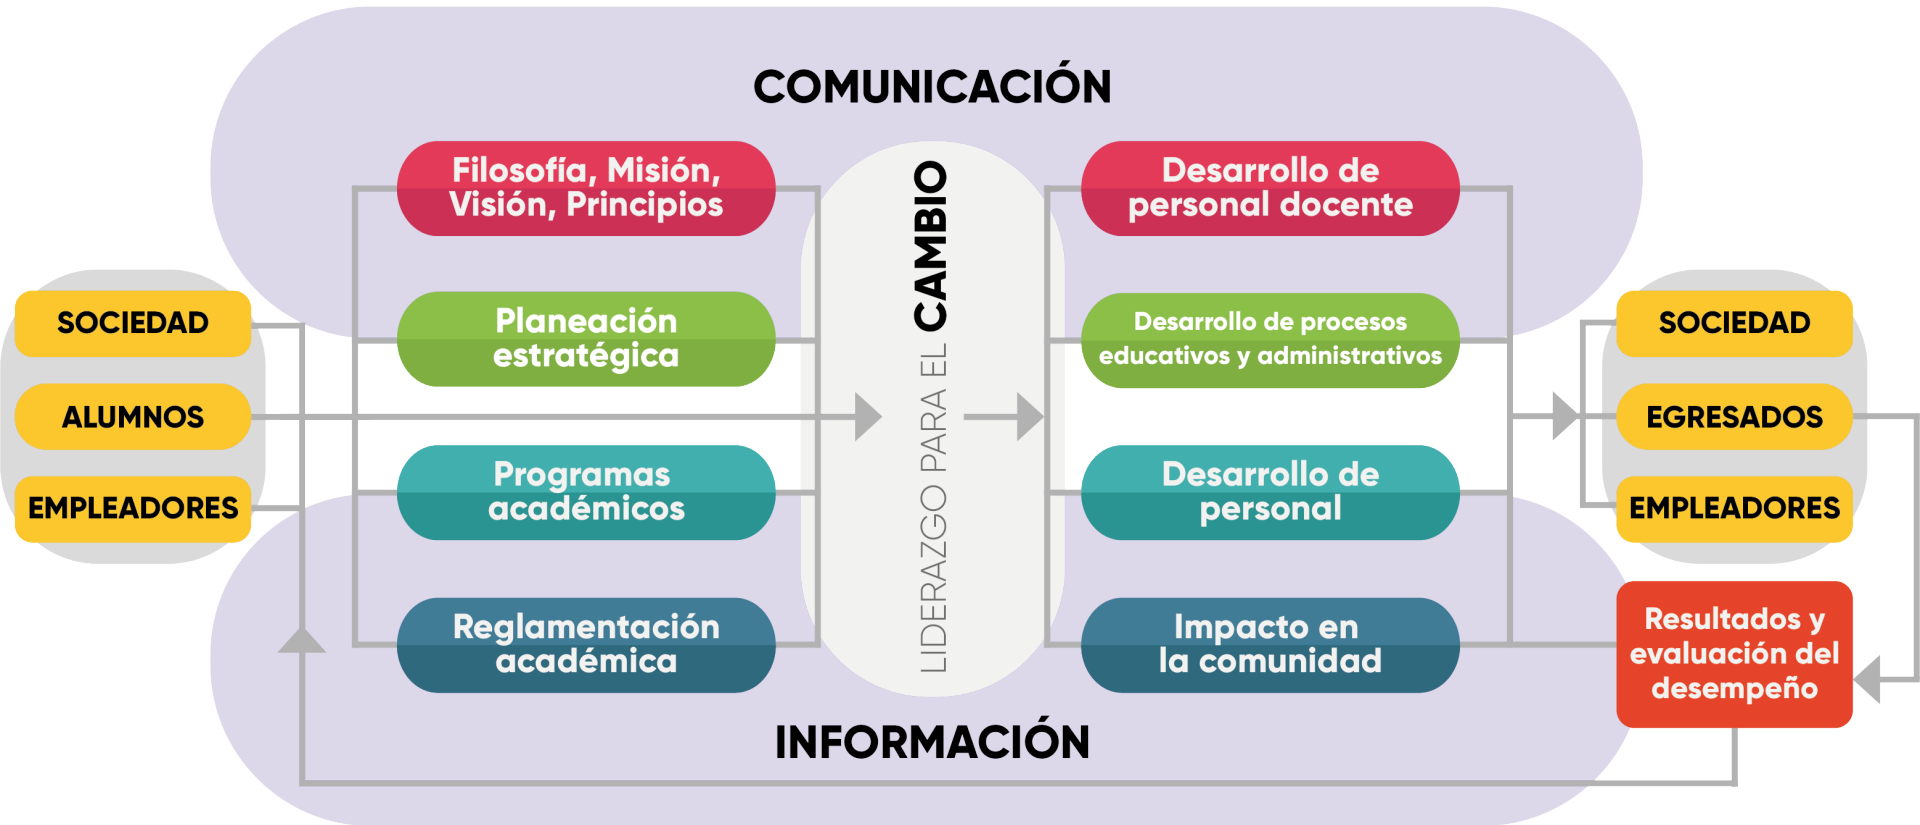 COMUNICACIÓN
SOCIEDAD
ALUMNOS
EMPLEADORES
Filosofía, Misión,
Visión, Principios
Planeación
estratégica
Programas
académicos
Reglamentación
académica
LIDERAZGO PARA EL CAMBIO
Desarrollo de
personal docente
Desarrollo de procesos
educativos y administrativos
Desarrollo de
personal
Impacto en
la comunidad
SOCIEDAD
EGRESADOS
EMPLEADORES
Resultados y
evaluación del
desempeño
INFORMACIÓN